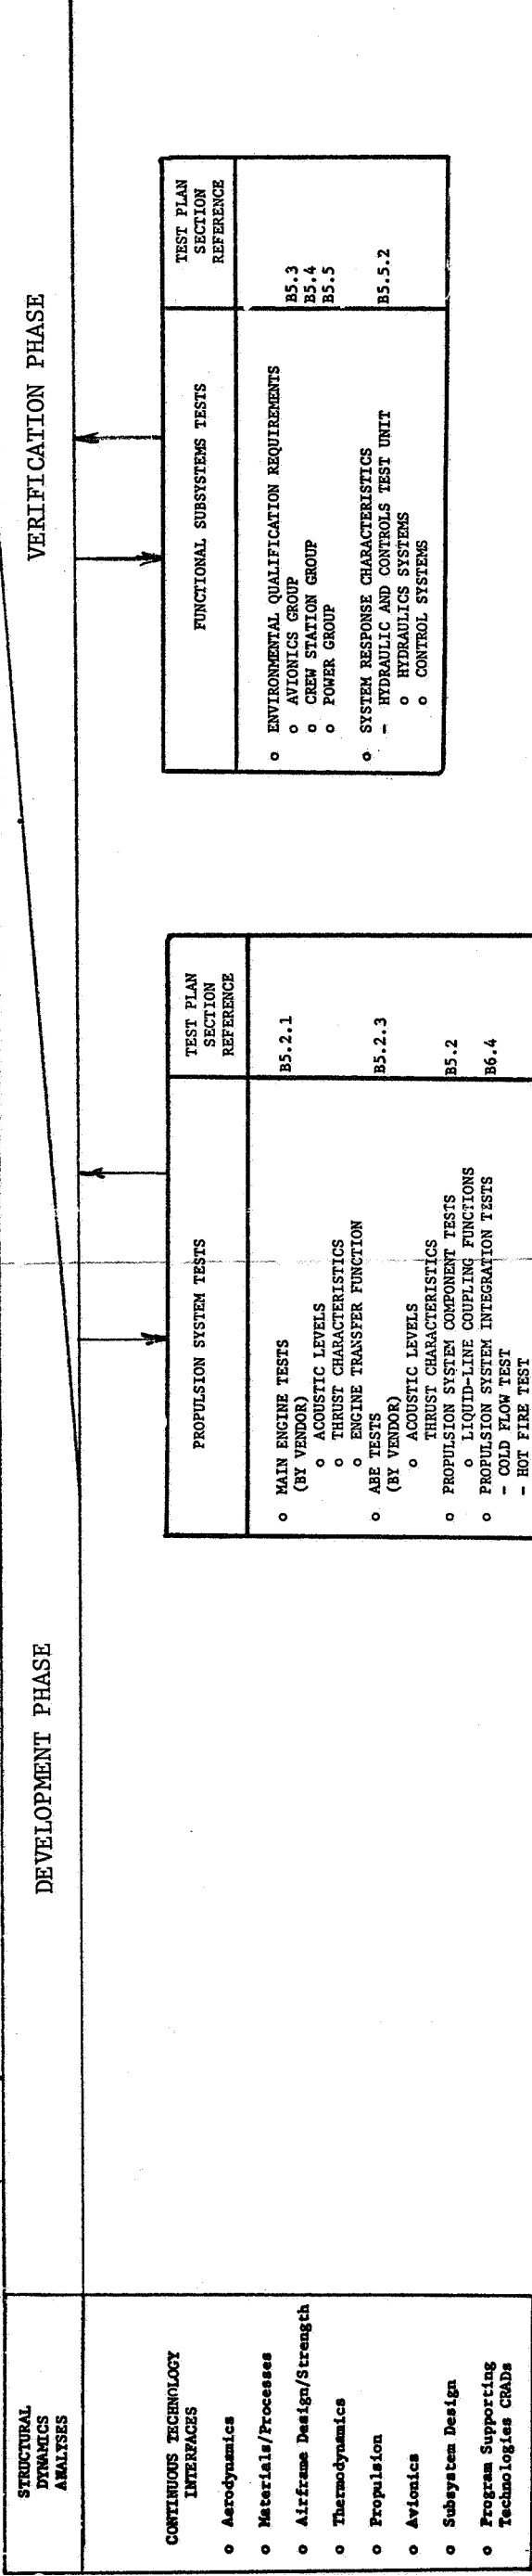 STRUCTURAL
DYNAMICS
ANALYSES
DEVELOPMENT PHASE
VERIFICATION PHASE
CONTINUOUS TECHNOLOGY
INTERFACES
o Aerodynamics
o Materials/Processes
o Airframe Design/Strength
o Thermodynamics
o Propulsion
o Avionics
o Subsystem Design
o Program Supporting
Technologies CRADs
PROPULSION SYSTEM TESTS
TEST PLAN
SECTION
REFERENCE
o MAIN ENGINE TESTS B5.2.1
(BY VENDOR)
o ACOUSTIC LEVELS
o THRUST CHARACTERISTICS
o ENGINE TRANSFER FUNCTION
o ABE TESTS B5.2.3
(BY VENDOR)
o ACOUSTIC LEVELS
THRUST CHARACTERISTICS
o PROPULSION SYSTEM COMPONENT TESTS B5.2
o LIQUID-LINE COUPLING FUNCTIONS
o PROPULSION SYSTEM INTEGRATION TESTS B6.4
- COLD FLOW TEST
- HOT FIRE TEST
FUNCTIONAL SUBSYSTEMS TESTS
TEST PLAN
SECTION
REFERENCE
o ENVIRONMENTAL QUALIFICATION REQUIREMENTS
o AVIONICS GROUP B5.3
o CREW STATION GROUP B5.4
o POWER GROUP B5.5
o SYSTEM RESPONSE CHARACTERISTICS
- HYDRAULIC AND CONTROLS TEST UNIT B5.5.2
o HYDRAULICS SYSTEMS
o CONTROL SYSTEMS